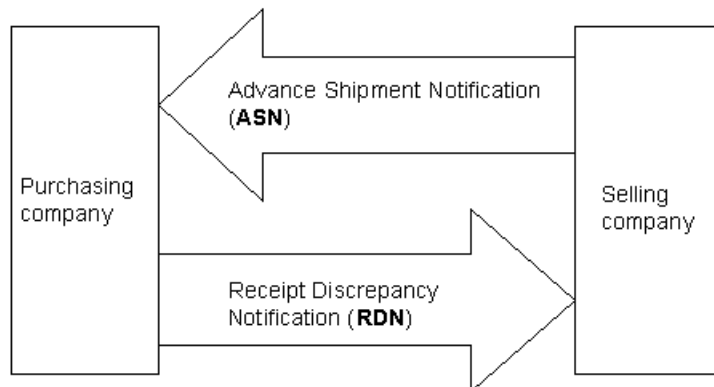 Advance Shipment Notification
(ASN)
Purchasing
company
Selling
company
Receipt Discrepancy
Notification (RDN)